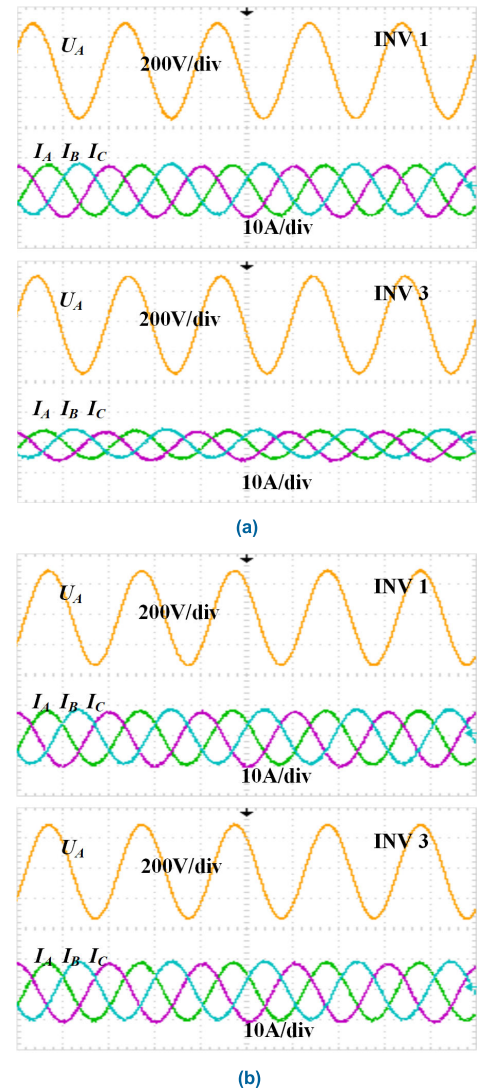 U_A
200V/div
INV 1
I_A I_B I_C
10A/div
U_A
200V/div
INV 3
I_A I_B I_C
10A/div
(a)
U_A
200V/div
INV 1
I_A I_B I_C
10A/div
U_A
200V/div
INV 3
I_A I_B I_C
10A/div
(b)